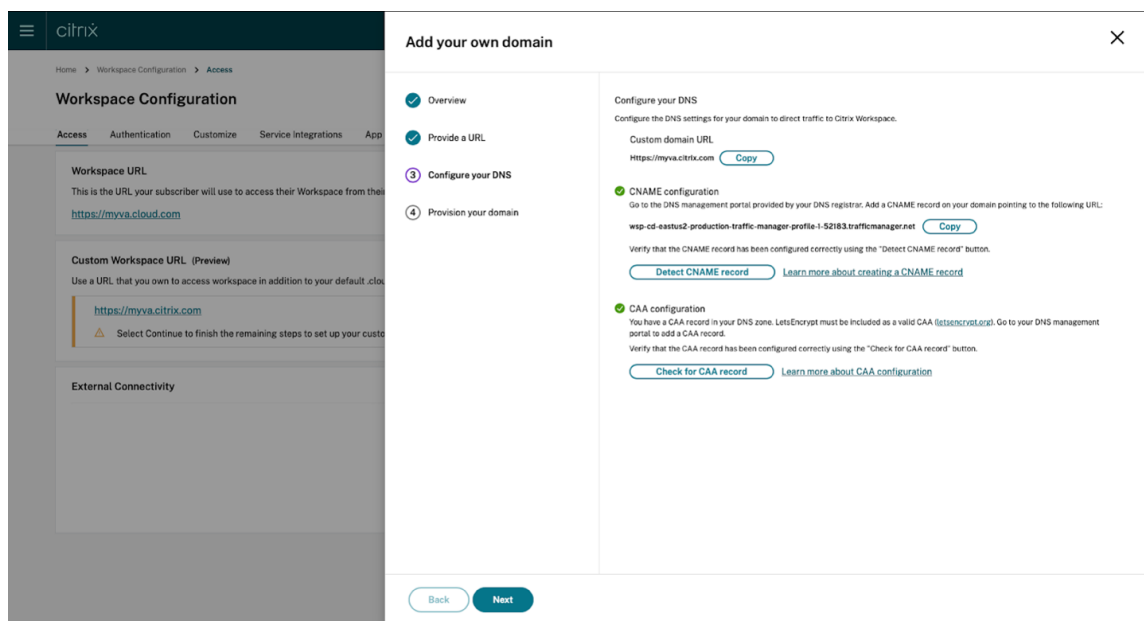 citrix
Home > Workspace Configuration > Access
Workspace Configuration
Access Authentication Customize Service Integrations App
Workspace URL
This is the URL your subscriber will use to access their Workspace from thei
https://myva.cloud.com
Custom Workspace URL (Preview)
Use a URL that you own to access workspace in addition to your default .clou
https://myva.citrix.com
Select Continue to finish the remaining steps to set up your custo
External Connectivity
Add your own domain
Overview
Provide a URL
3 Configure your DNS
4 Provision your domain
Configure your DNS
Configure the DNS settings for your domain to direct traffic to Citrix Workspace.
Custom domain URL
Https://myva.citrix.com Copy
CNAME configuration
Go to the DNS management portal provided by your DNS registrar. Add a CNAME record on your domain pointing to the following URL:
wsp-cd-eastus2-production-traffic-manager-profile-1-52183.trafficmanager.net Copy
Verify that the CNAME record has been configured correctly using the "Detect CNAME record" button.
Detect CNAME record Learn more about creating a CNAME record
CAA configuration
You have a CAA record in your DNS zone. LetsEncrypt must be included as a valid CAA (letsencrypt.org). Go to your DNS management
portal to add a CAA record.
Verify that the CAA record has been configured correctly using the "Check for CAA record" button.
Check for CAA record Learn more about CAA configuration
Back Next